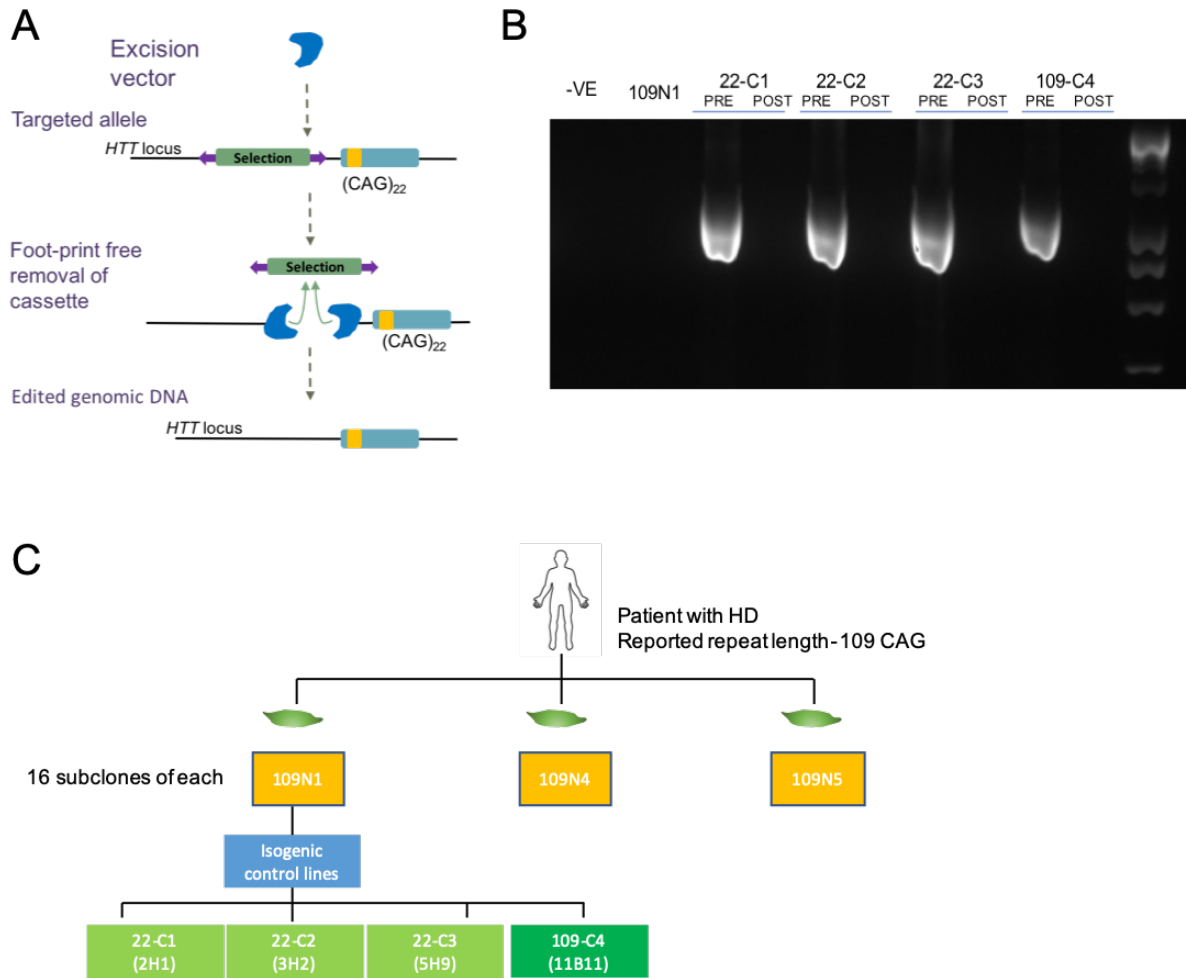 A
Excision
vector
Targeted allele
HTT locus
Selection
(CAG)22
Foot-print free
removal of
cassette
Selection
(CAG)22
Edited genomic DNA
HTT locus
B
-VE 109N1 22-C1 22-C2 22-C3 109-C4
PRE POST PRE POST PRE POST PRE POST
C
Patient with HD
Reported repeat length-109 CAG
16 subclones of each
109N1 109N4 109N5
Isogenic
control lines
22-C1 22-C2 22-C3 109-C4
(2H1) (3H2) (5H9) (11B11)